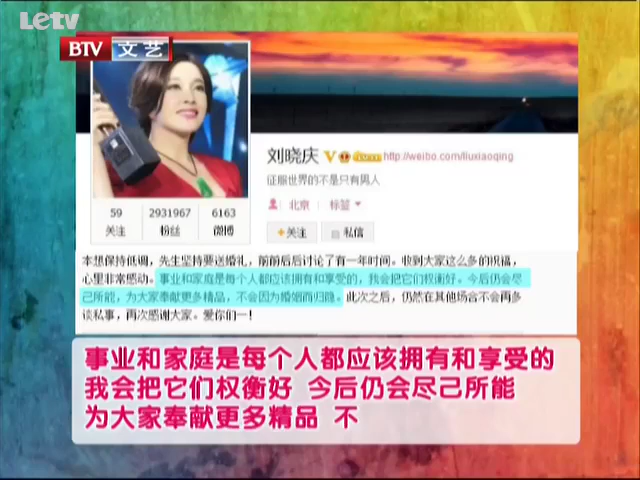 Letv
BTV 文艺
刘晓庆
http://weibo.com/liuxiaoqing
征服世界的不是只有男人
北京 标签
59 2931967 6163
关注 粉丝 微博
+关注 私信
本想保持低调，先生坚持要送婚礼，前前后后讨论了有一年时间。收到大家这么多的祝福，
心里非常感动。事业和家庭是每个人都应该拥有和享受的，我会把它们权衡好。今后仍会尽
己所能，为大家奉献更多精品，不会因为婚姻而归隐。此次之后，仍然在其他场合不会再多
谈私事，再次感谢大家。爱你们一！
事业和家庭是每个人都应该拥有和享受的
我会把它们权衡好 今后仍会尽己所能
为大家奉献更多精品 不